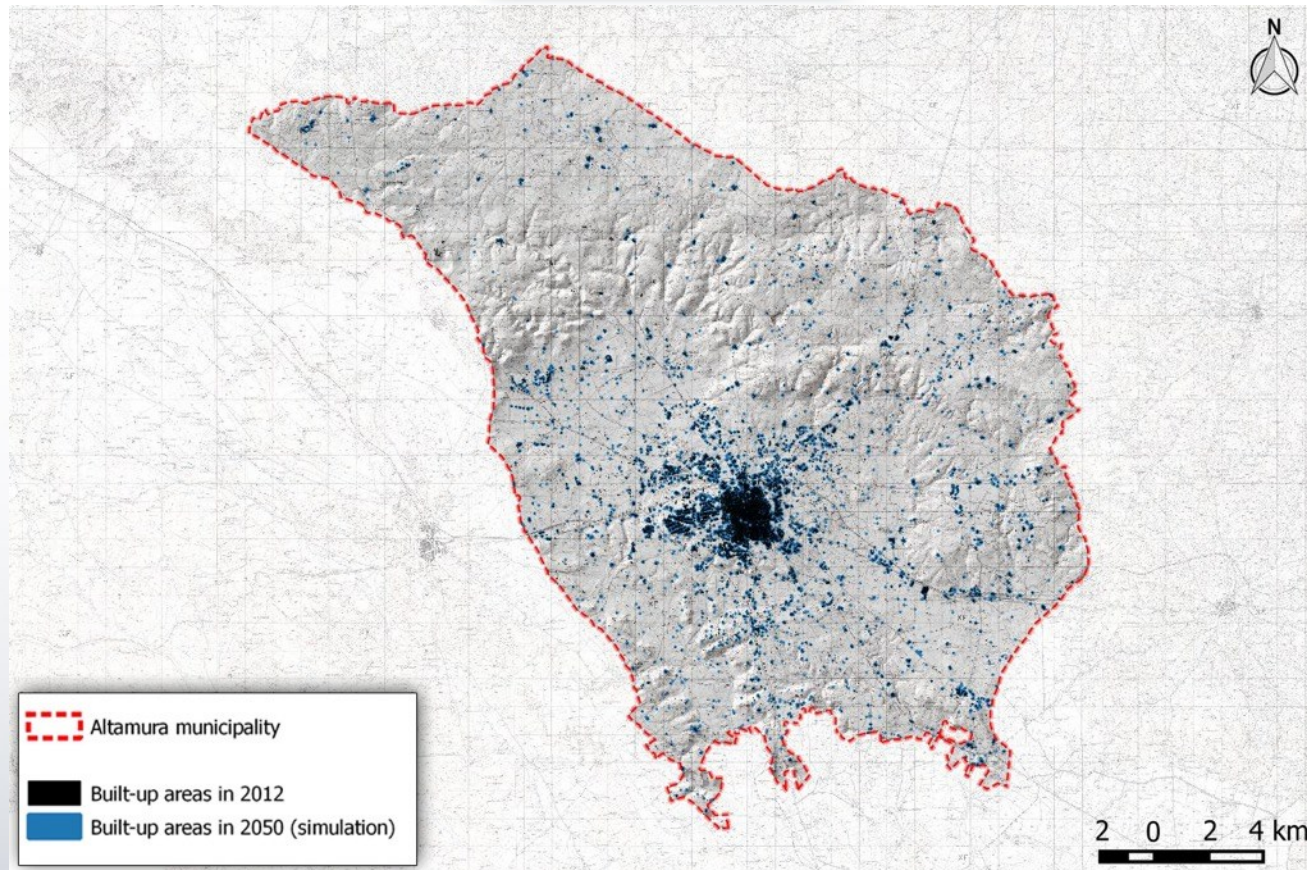 N
Altamura municipality
Built-up areas in 2012
Built-up areas in 2050 (simulation)
2 0 2 4 km